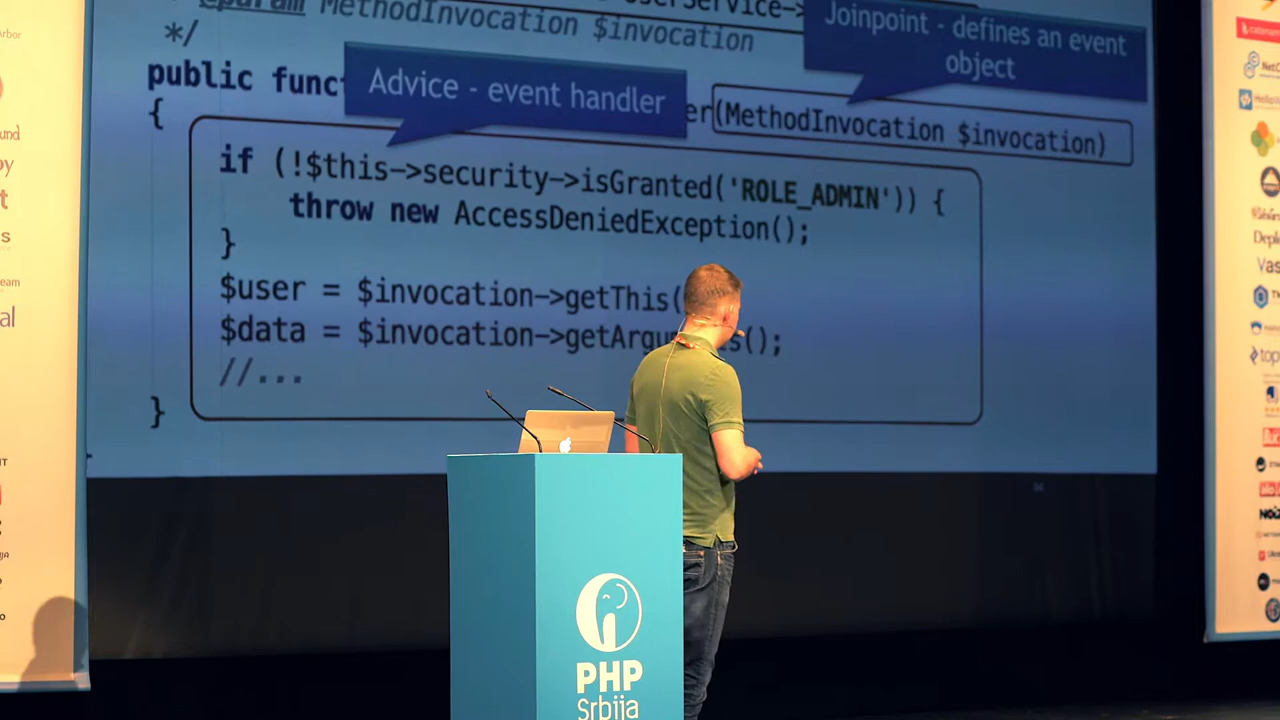 * @param MethodInvocation $invocation
*/
Joinpoint - defines an event
object
public func
Advice - event handler
er(MethodInvocation $invocation)
{
if (!$this->security->isGranted('ROLE_ADMIN')) {
throw new AccessDeniedException();
}
$user = $invocation->getThis(
$data = $invocation->getArgu s();
//...
}
PHP
Srbija